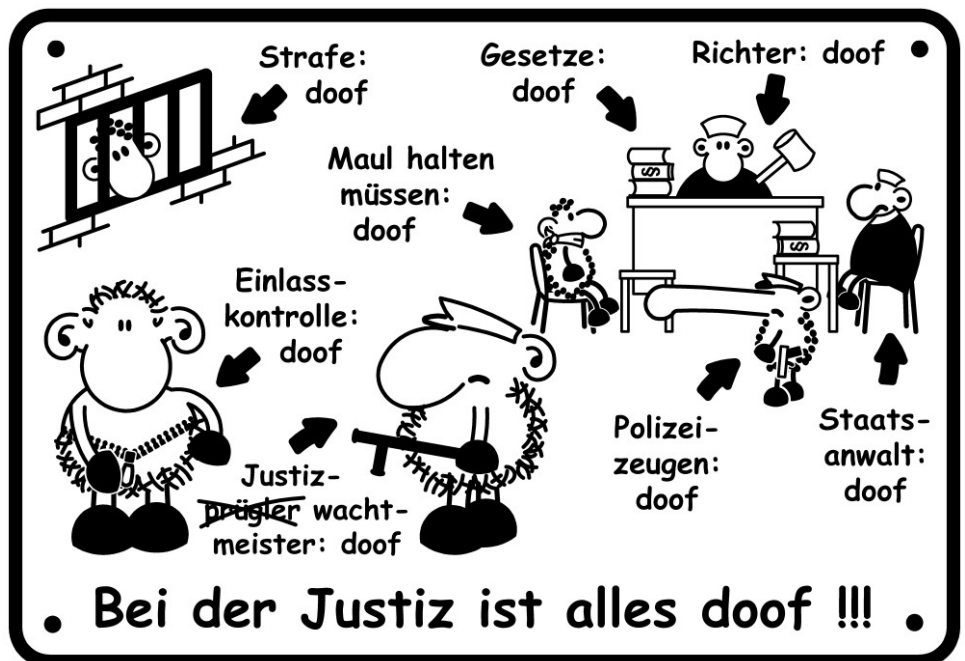 Strafe:
doof
Gesetze:
doof
Richter: doof
Maul halten
müssen:
doof
§
§
Einlass-
kontrolle:
doof
Justiz-
prügler wacht-
meister: doof
Polizei-
zeugen:
doof
Staats-
anwalt:
doof
Bei der Justiz ist alles doof !!!